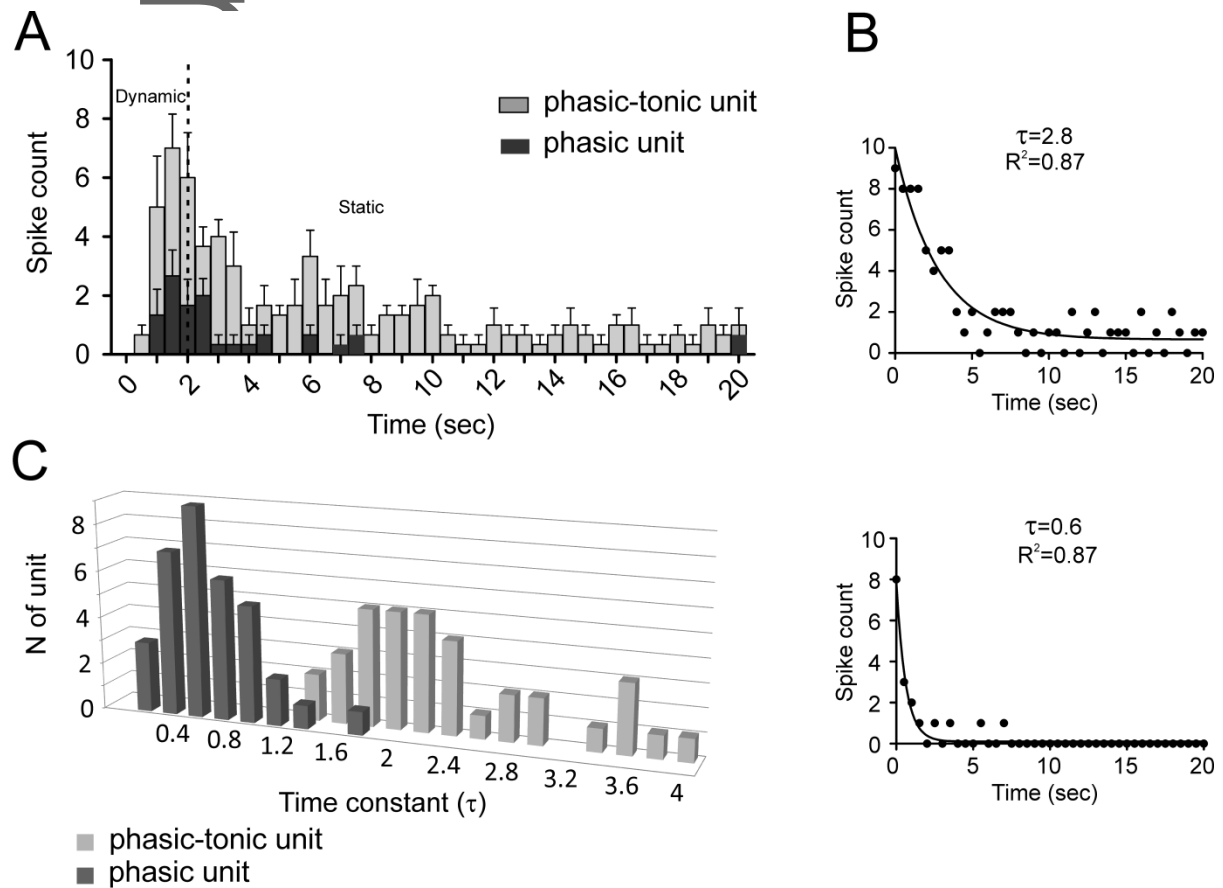 A
10
8
6
4
2
0
Spike count
Dynamic
Static
phasic-tonic unit
phasic unit
0 2 4 6 8 10 12 14 16 18 20
Time (sec)
B
τ=2.8
R²=0.87
10
8
6
4
2
0
Spike count
0 5 10 15 20
Time (sec)
τ=0.6
R²=0.87
10
8
6
4
2
0
Spike count
0 5 10 15 20
Time (sec)
C
8
6
4
2
0
N of unit
0.4 0.8 1.2 1.6 2 2.4 2.8 3.2 3.6 4
Time constant (τ)
phasic-tonic unit
phasic unit